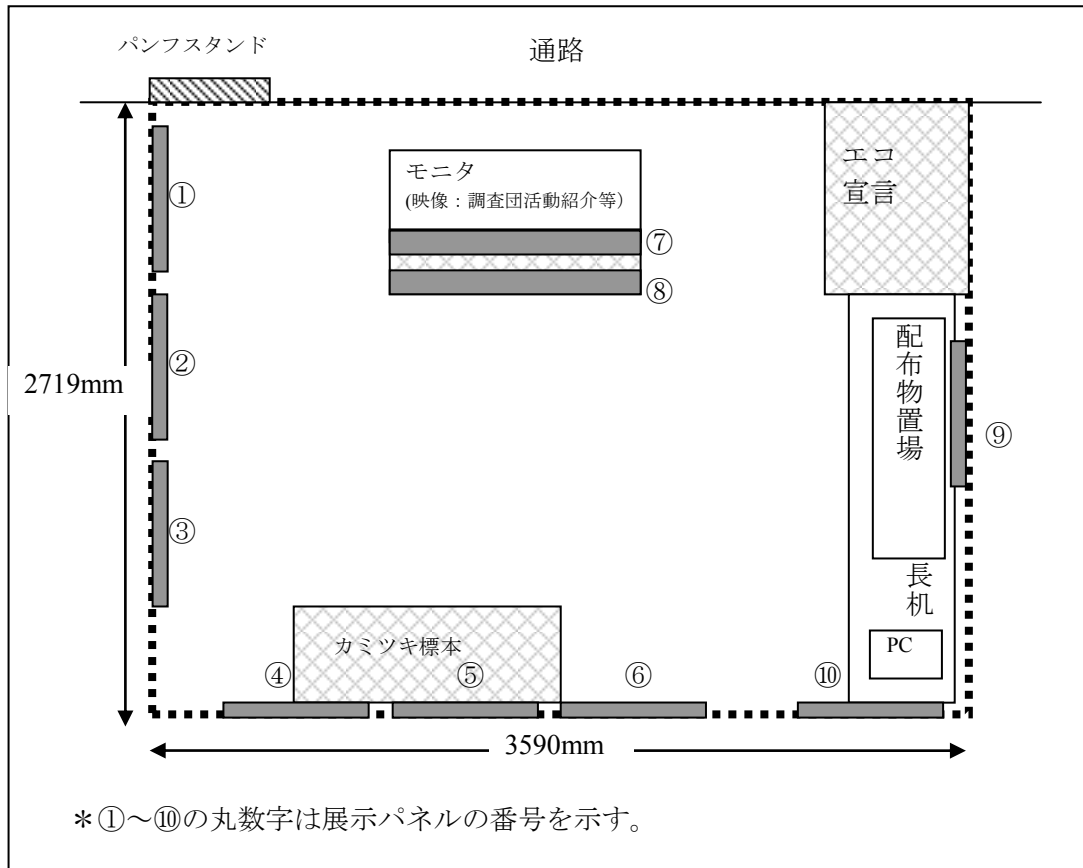 パンフスタンド
通路
モニタ
(映像：調査団活動紹介等）
エコ
宣言
①
⑦
⑧
②
2719mm
配布物置場
⑨
③
長机
カミツキ標本
PC
④
⑤
⑥
⑩
3590mm
＊①～⑩の丸数字は展示パネルの番号を示す。